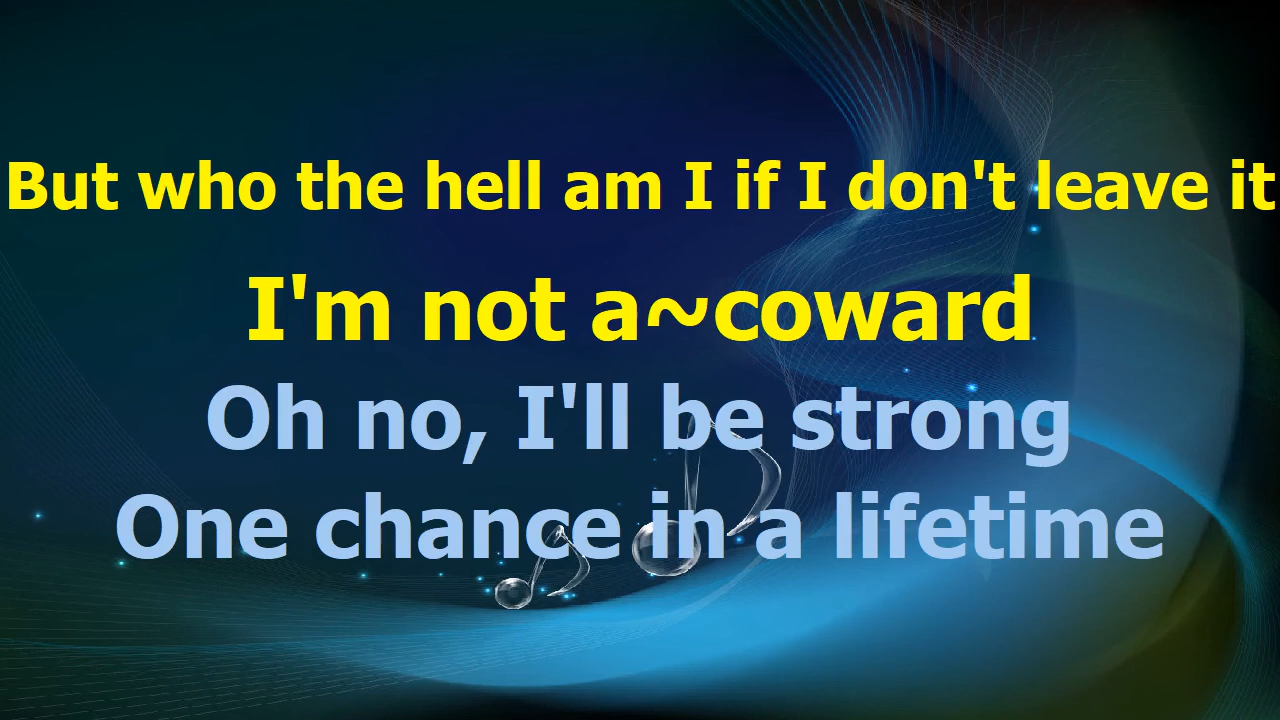 But who the hell am I if I don't leave it
I'm not a~coward
Oh no, I'll be strong
One chance in a lifetime